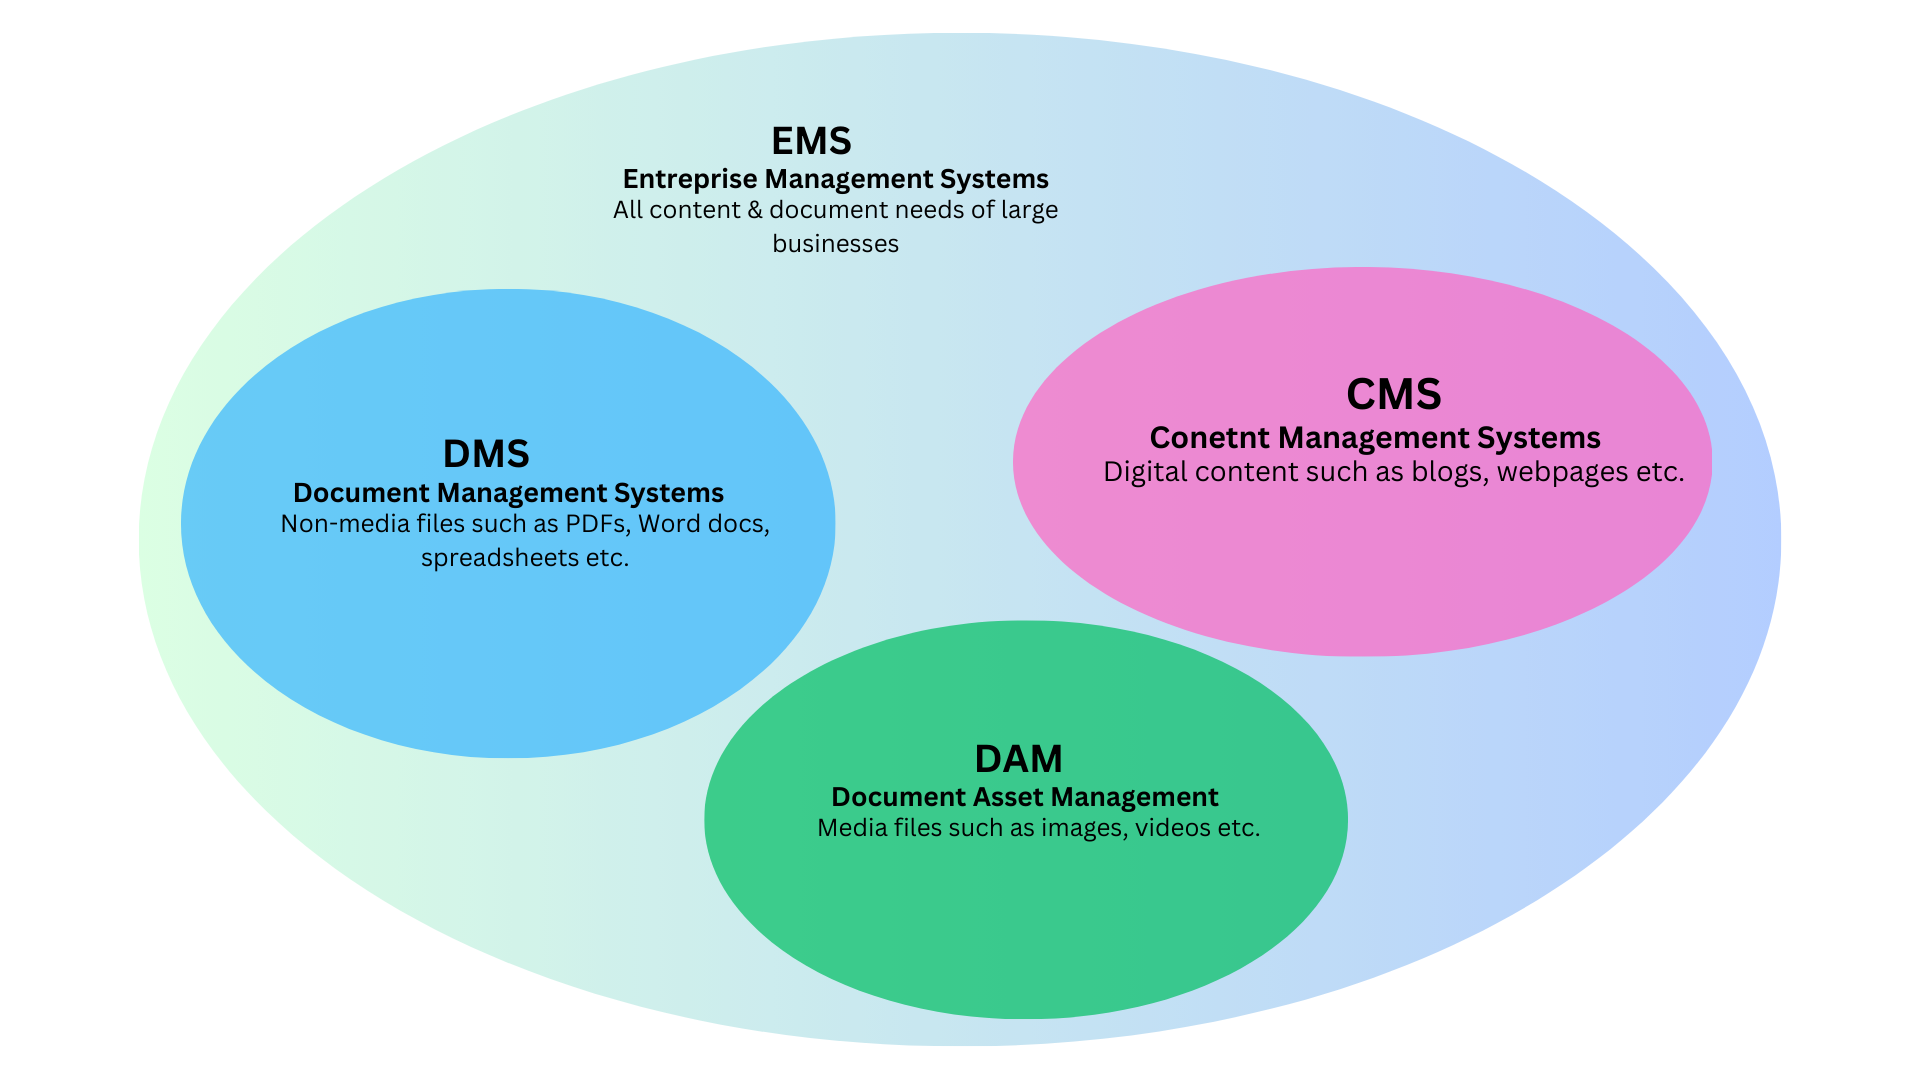 EMS
Entreprise Management Systems
All content & document needs of large
businesses
DMS
Document Management Systems
Non-media files such as PDFs, Word docs,
spreadsheets etc.
CMS
Conetnt Management Systems
Digital content such as blogs, webpages etc.
DAM
Document Asset Management
Media files such as images, videos etc.